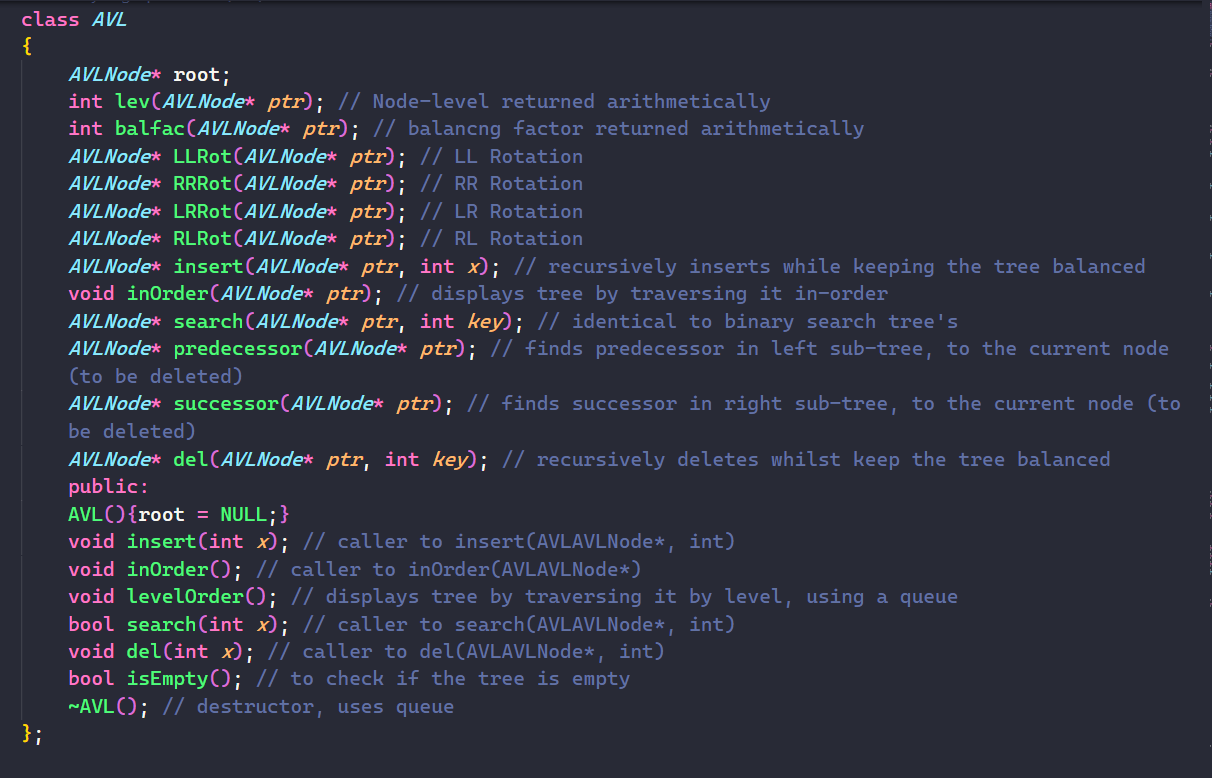 class AVL
{
AVLNode* root;
int lev(AVLNode* ptr); // Node-level returned arithmetically
int balfac(AVLNode* ptr); // balancng factor returned arithmetically
AVLNode* LLRot(AVLNode* ptr); // LL Rotation
AVLNode* RRRot(AVLNode* ptr); // RR Rotation
AVLNode* LRRot(AVLNode* ptr); // LR Rotation
AVLNode* RLRot(AVLNode* ptr); // RL Rotation
AVLNode* insert(AVLNode* ptr, int x); // recursively inserts while keeping the tree balanced
void inOrder(AVLNode* ptr); // displays tree by traversing it in-order
AVLNode* search(AVLNode* ptr, int key); // identical to binary search tree's
AVLNode* predecessor(AVLNode* ptr); // finds predecessor in left sub-tree, to the current node
(to be deleted)
AVLNode* successor(AVLNode* ptr); // finds successor in right sub-tree, to the current node (to
be deleted)
AVLNode* del(AVLNode* ptr, int key); // recursively deletes whilst keep the tree balanced
public:
AVL(){root = NULL;}
void insert(int x); // caller to insert(AVLAVLNode*, int)
void inOrder(); // caller to inOrder(AVLAVLNode*)
void levelOrder(); // displays tree by traversing it by level, using a queue
bool search(int x); // caller to search(AVLAVLNode*, int)
void del(int x); // caller to del(AVLAVLNode*, int)
bool isEmpty(); // to check if the tree is empty
~AVL(); // destructor, uses queue
};